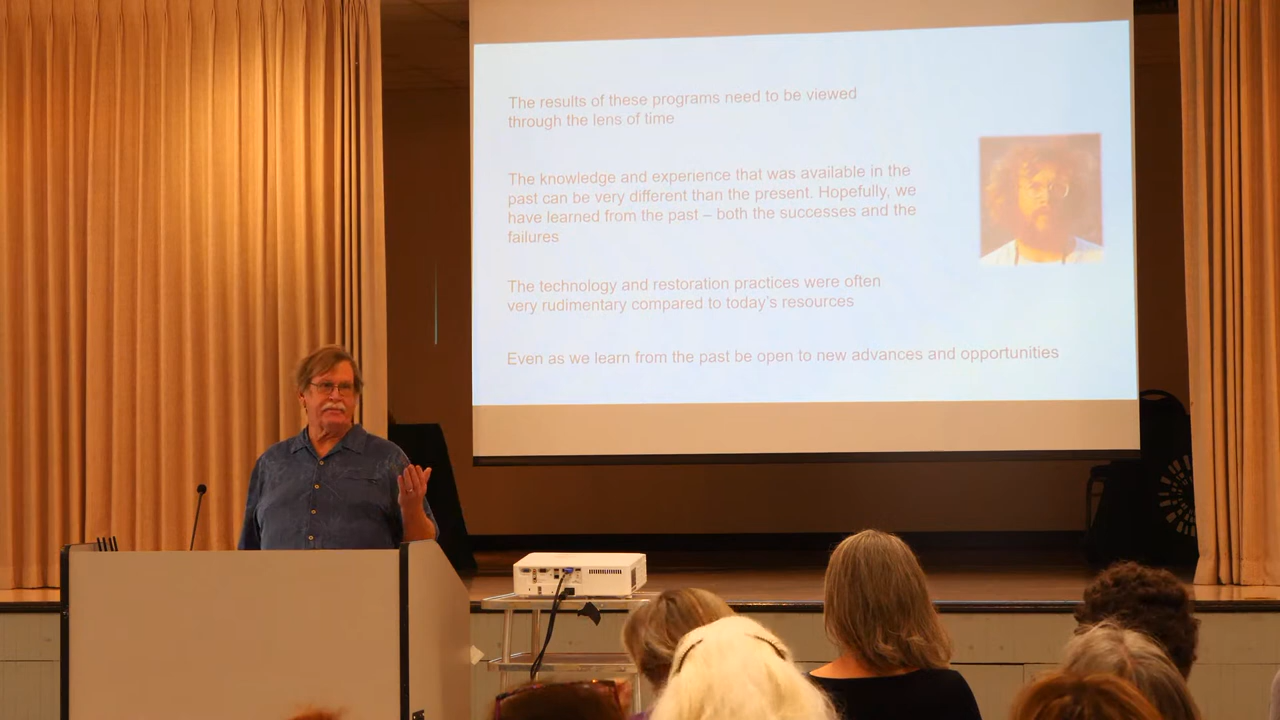 The results of these programs need to be viewed
through the lens of time
The knowledge and experience that was available in the
past can be very different than the present. Hopefully, we
have learned from the past – both the successes and the
failures
The technology and restoration practices were often
very rudimentary compared to today's resources
Even as we learn from the past be open to new advances and opportunities